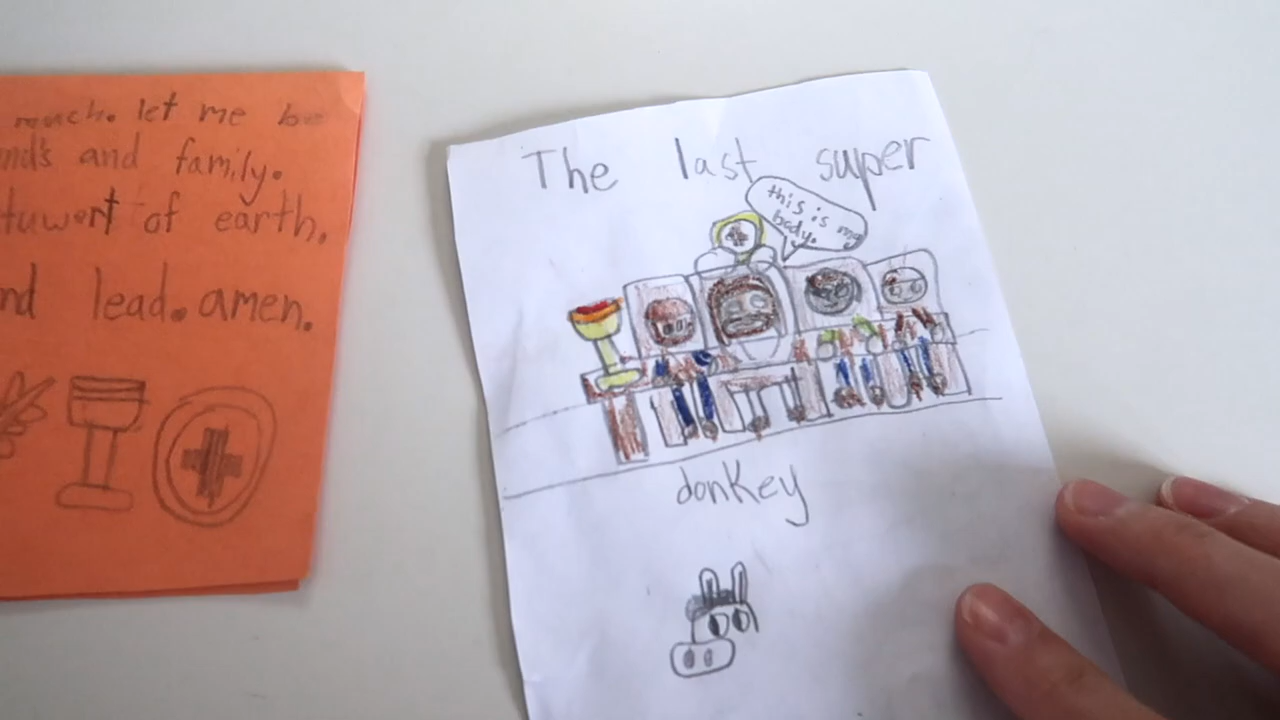 much. let me be
nd's and family.
tuwort of earth.
nd lead. amen.
The last super
this is my
body.
donkey